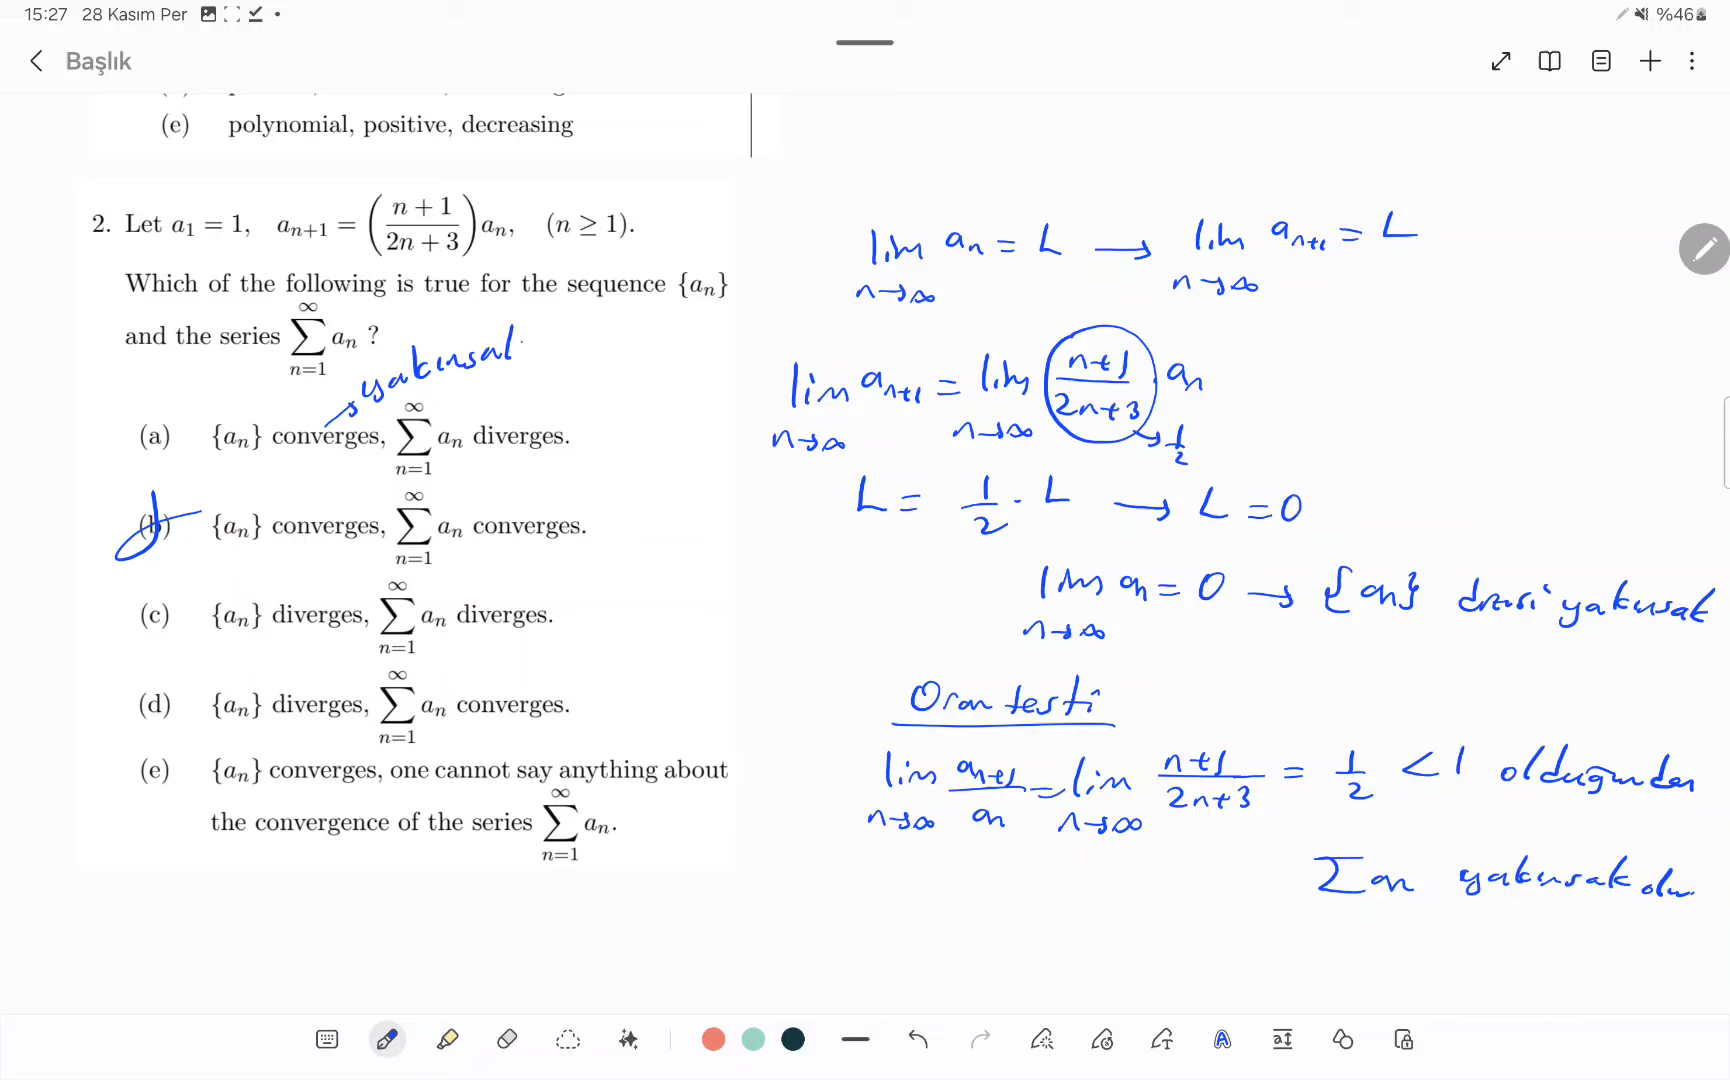 15:27 28 Kasım Per
%46
Başlık
(e) polynomial, positive, decreasing
2. Let a₁ = 1, aₙ₊₁ = ((n + 1)/(2n + 3)) aₙ, (n ≥ 1).
Which of the following is true for the sequence {aₙ}
and the series ∑_{n=1}^{∞} aₙ ?
→ yakınsak
(a) {aₙ} converges, ∑_{n=1}^{∞} aₙ diverges.
(b) {aₙ} converges, ∑_{n=1}^{∞} aₙ converges.
(c) {aₙ} diverges, ∑_{n=1}^{∞} aₙ diverges.
(d) {aₙ} diverges, ∑_{n=1}^{∞} aₙ converges.
(e) {aₙ} converges, one cannot say anything about
the convergence of the series ∑_{n=1}^{∞} aₙ.
lim_{n→∞} aₙ = L → lim_{n→∞} aₙ₊₁ = L
lim_{n→∞} aₙ₊₁ = lim_{n→∞} (n+1)/(2n+3) · aₙ
→ 1/2
L = 1/2 · L → L = 0
lim_{n→∞} aₙ = 0 → {aₙ} dizisi yakınsak
Oran testi
lim_{n→∞} aₙ₊₁/aₙ = lim_{n→∞} (n+1)/(2n+3) = 1/2 < 1 olduğundan
∑aₙ yakınsak olur.